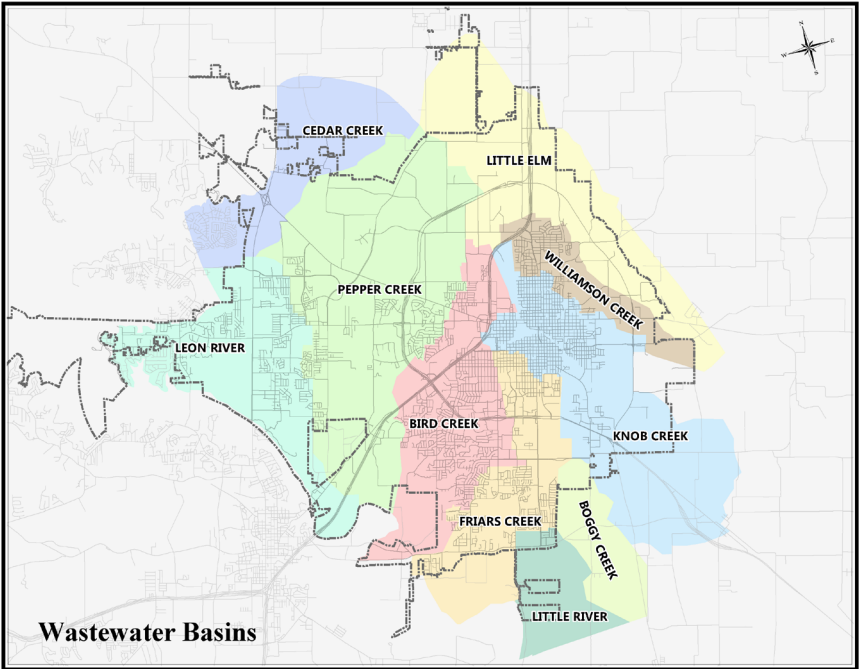 N
W E
S
CEDAR CREEK
LITTLE ELM
WILLIAMSON CREEK
PEPPER CREEK
LEON RIVER
BIRD CREEK
KNOB CREEK
FRIARS CREEK
BOGGY CREEK
LITTLE RIVER
Wastewater Basins